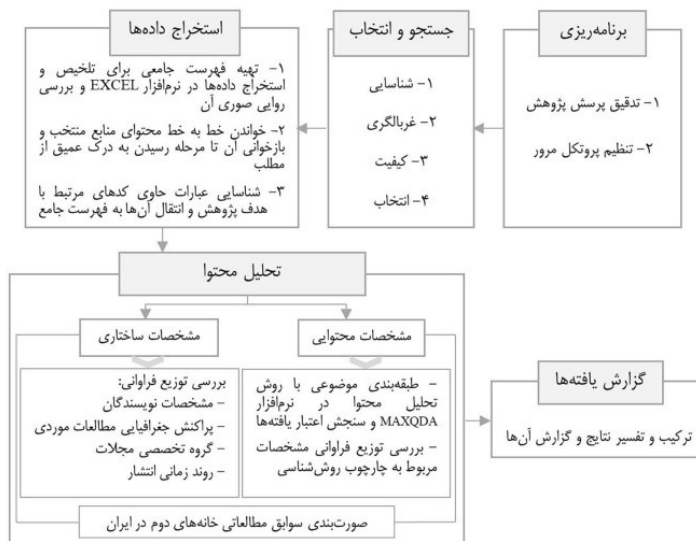 برنامه‌ریزی
۱- تدقیق پرسش پژوهش
۲- تنظیم پروتکل مرور
جستجو و انتخاب
۱- شناسایی
۲- غربالگری
۳- کیفیت
۴- انتخاب
استخراج داده‌ها
۱- تهیه فهرست جامعی برای تلخیص و
استخراج داده‌ها در نرم‌افزار EXCEL و بررسی
روایی صوری آن
۲- خواندن خط به خط محتوای منابع منتخب و
بازخوانی آن تا مرحله رسیدن به درک عمیق از
مطلب
۳- شناسایی عبارات حاوی کدهای مرتبط با
هدف پژوهش و انتقال آن‌ها به فهرست جامع
تحلیل محتوا
مشخصات محتوایی
- طبقه‌بندی موضوعی با روش
تحلیل محتوا در نرم‌افزار
MAXQDA و سنجش اعتبار یافته‌ها
- بررسی توزیع فراوانی مشخصات
مربوط به چارچوب روش‌شناسی
مشخصات ساختاری
بررسی توزیع فراوانی:
- مشخصات نویسندگان
- پراکنش جغرافیایی مطالعات موردی
- گروه تخصصی مجلات
- روند زمانی انتشار
صورت‌بندی سوابق مطالعاتی خانه‌های دوم در ایران
گزارش یافته‌ها
ترکیب و تفسیر نتایج و گزارش آن‌ها